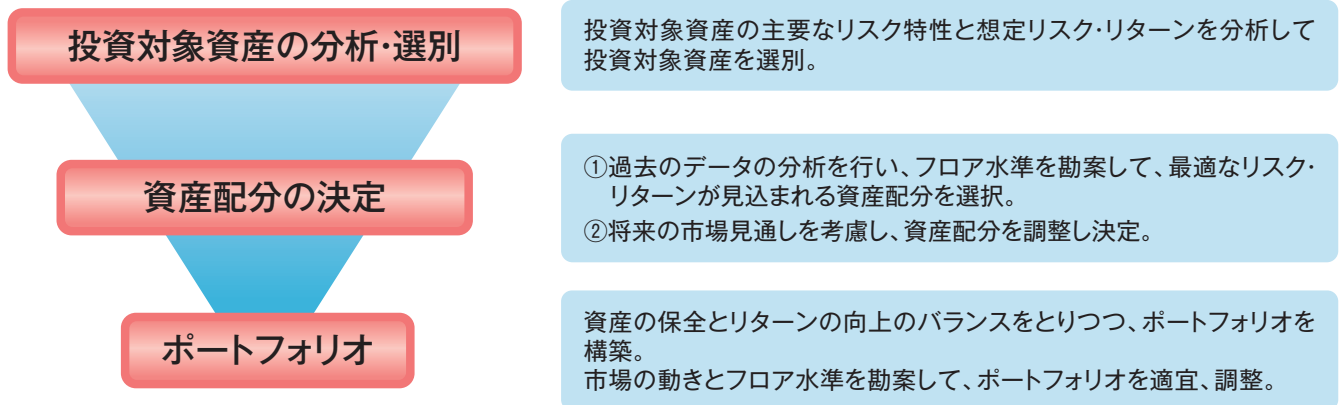 投資対象資産の分析・選別
投資対象資産の主要なリスク特性と想定リスク・リターンを分析して
投資対象資産を選別。
資産配分の決定
①過去のデータの分析を行い、フロア水準を勘案して、最適なリスク・
リターンが見込まれる資産配分を選択。
②将来の市場見通しを考慮し、資産配分を調整し決定。
ポートフォリオ
資産の保全とリターンの向上のバランスをとりつつ、ポートフォリオを
構築。
市場の動きとフロア水準を勘案して、ポートフォリオを適宜、調整。